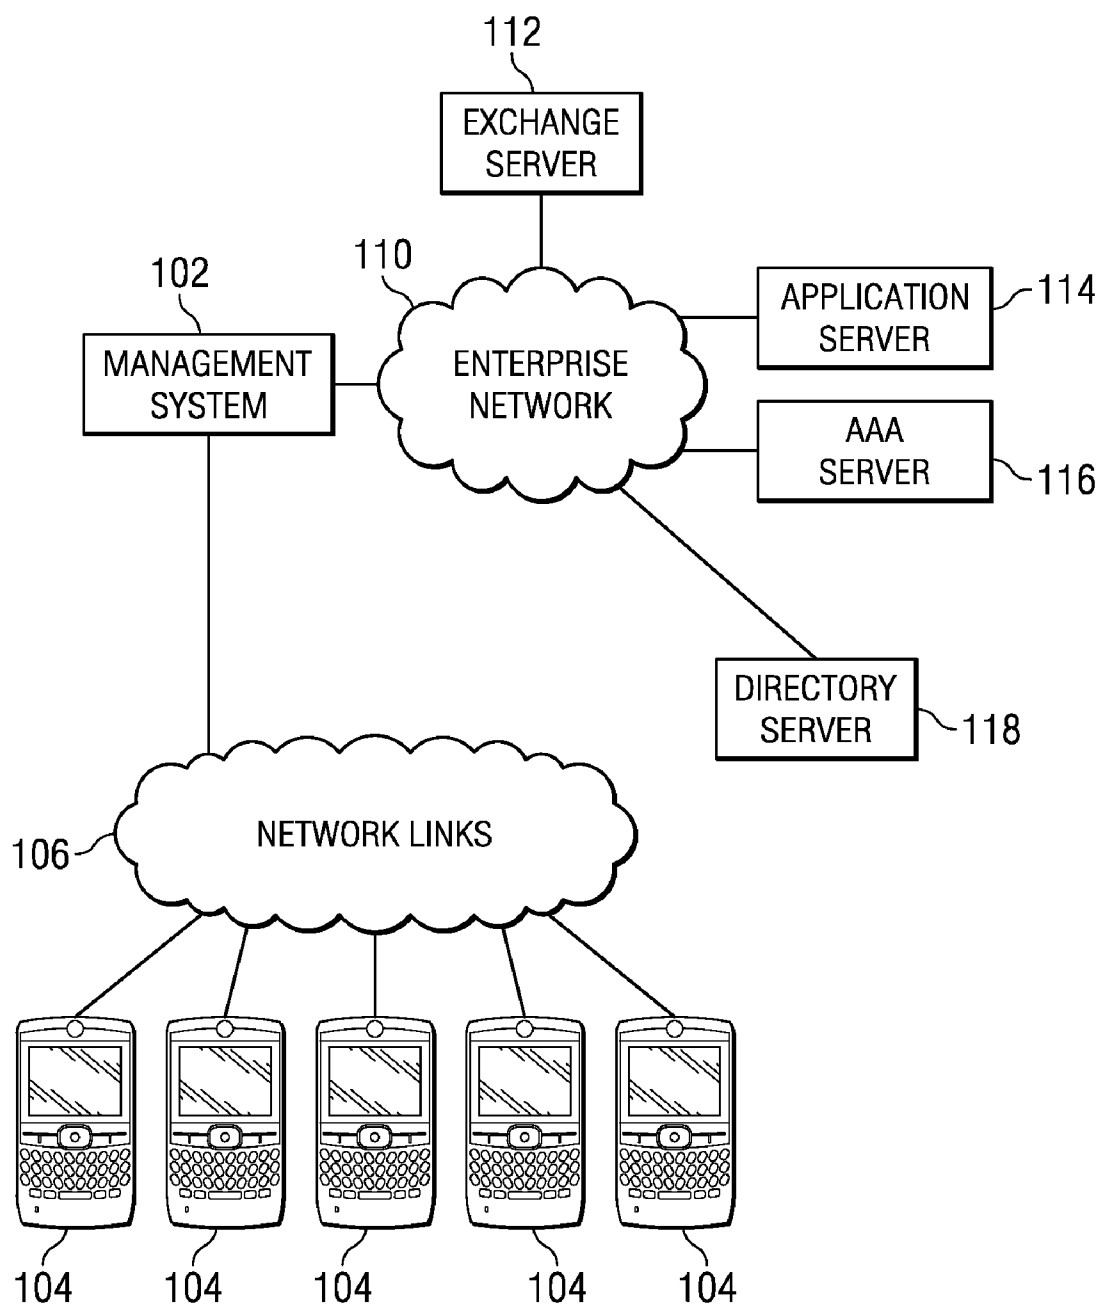 112
EXCHANGE
SERVER
110
102
APPLICATION
SERVER
114
MANAGEMENT
SYSTEM
ENTERPRISE
NETWORK
AAA
SERVER
116
DIRECTORY
SERVER
118
NETWORK LINKS
106
104
104
104
104
104